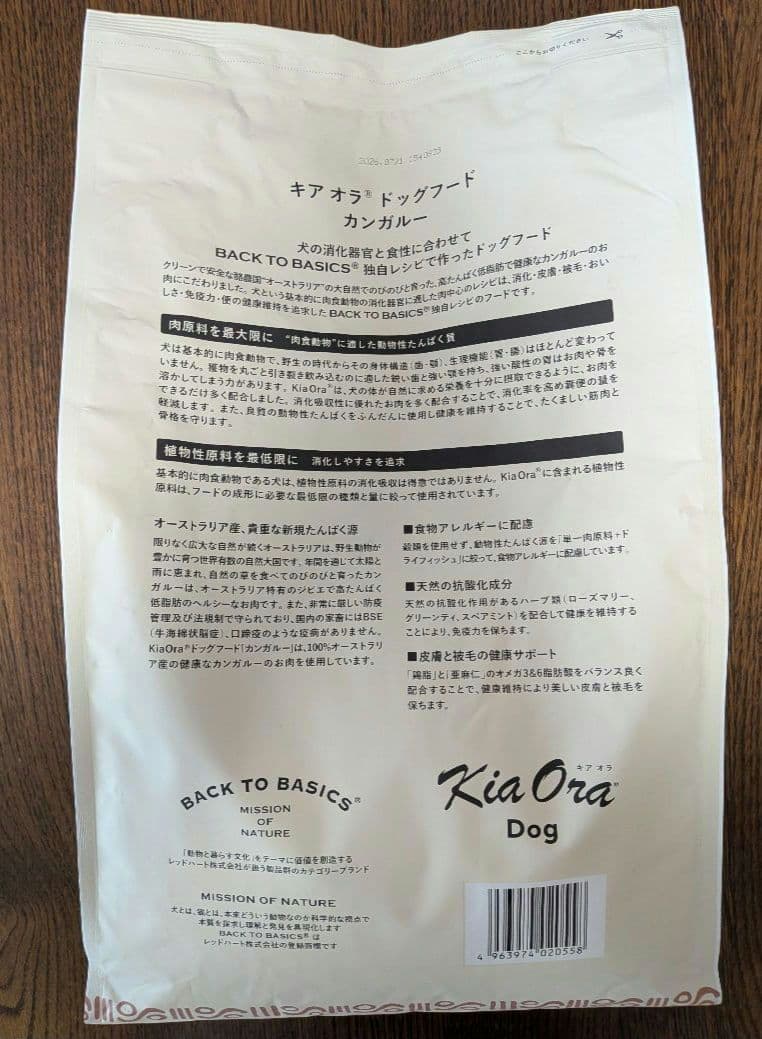 ここからお切りください
キア オラ® ドッグフード
カンガルー
犬の消化器官と食性に合わせて
BACK TO BASICS® 独自レシピで作ったドッグフード
クリーンで安全な酪農国“オーストラリア”の大自然でのびのびと育った、高たんぱく低脂肪で健康なカンガルーのお
肉にこだわりました。犬という基本的に肉食動物の消化器官に適した肉中心のレシピは、消化・皮膚・被毛・おい
しさ・免疫力・便の健康維持を追求した BACK TO BASICS® 独自レシピのフードです。
肉原料を最大限に “肉食動物”に適した動物性たんぱく質
犬は基本的に肉食動物で、野生の時代からその身体構造(歯・顎)、生理機能(胃・腸)はほとんど変わって
いません。獲物を丸ごと引き裂き飲み込むのに適した鋭い歯と強い顎を持ち、強い酸性の胃はお肉や骨を
溶かしてしまう力があります。KiaOra®は、犬の体が自然に求める栄養を十分に摂取できるように、お肉を
できるだけ多く配合しました。消化吸収性に優れたお肉を多く配合することで、消化率を高め糞便の量を
軽減します。また、良質の動物性たんぱくをふんだんに使用し健康を維持することで、たくましい筋肉と
骨格を守ります。
植物性原料を最低限に 消化しやすさを追求
基本的に肉食動物である犬は、植物性原料の消化吸収は得意ではありません。KiaOra®に含まれる植物性
原料は、フードの成形に必要な最低限の種類と量に絞って使用されています。
オーストラリア産、貴重な新規たんぱく源
限りなく広大な自然が続くオーストラリアは、野生動物が
豊かに育つ世界有数の自然大国です。年間を通じて太陽と
雨に恵まれ、自然の草を食べてのびのびと育ったカン
ガルーは、オーストラリア特有のジビエで高たんぱく
低脂肪のヘルシーなお肉です。また、非常に厳しい防疫
管理及び法規制で守られており、国内の家畜にはBSE
(牛海綿状脳症)、口蹄疫のような疫病がありません。
KiaOra®ドッグフード「カンガルー」は、100%オーストラリ
ア産の健康なカンガルーのお肉を使用しています。
■食物アレルギーに配慮
穀類を使用せず、動物性たんぱく源を「単一肉原料+ド
ライフィッシュ」に絞って、食物アレルギーに配慮しています。
■天然の抗酸化成分
天然の抗酸化作用があるハーブ類(ローズマリー、
グリーンティ、スペアミント)を配合して健康を維持する
ことにより、免疫力を保ちます。
■皮膚と被毛の健康サポート
「鶏脂」と「亜麻仁」のオメガ3&6脂肪酸をバランス良く
配合することで、健康維持により美しい皮膚と被毛を
保ちます。
BACK TO BASICS®
MISSION
OF
NATURE
「動物と暮らす文化」をテーマに価値を創造する
レッドハート株式会社が扱う製品群のカテゴリーブランド
MISSION OF NATURE
犬とは、猫とは、本来どういう動物なのか科学的な視点で
本質を探求し理解と発見を具現化します
BACK TO BASICS® は
レッドハート株式会社の登録商標です
キア オラ
KiaOra®
Dog
4 963974 020558